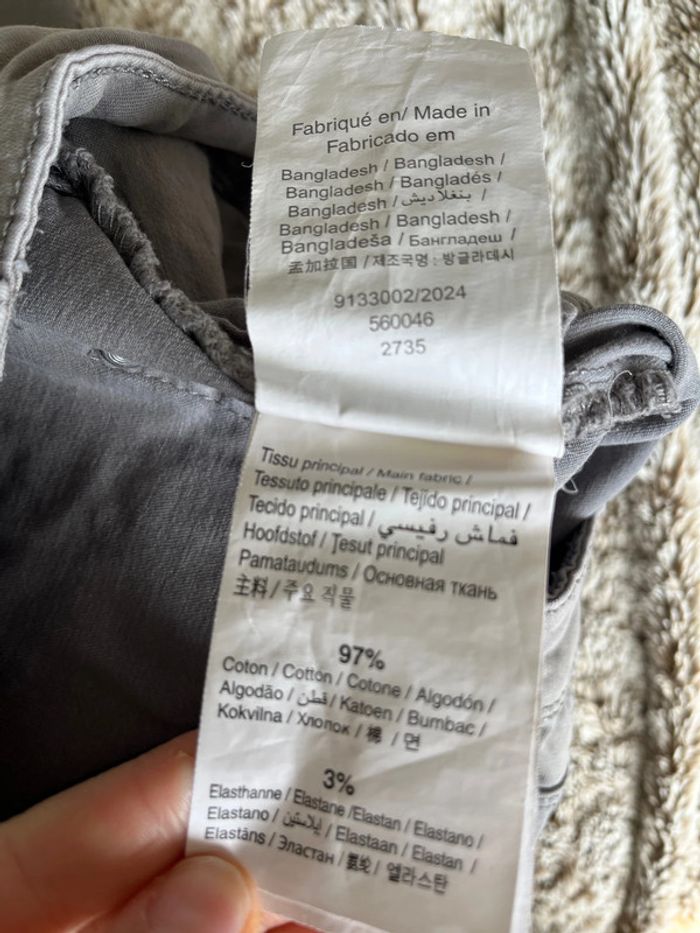 Fabriqué en/ Made in
Fabricado em
Bangladesh / Bangladesh /
Bangladesh / Bangladés /
Bangladesh / بنغلاديش /
Bangladesh / Bangladesh /
Bangladeša / Бангладеш /
孟加拉国 / 제조국명 : 방글라데시
9133002/2024
560046
2735
Tissu principal / Main fabric /
Tessuto principale / Tejido principal /
Tecido principal / قماش رفيسي
Hoofdstof / Ţesut principal
Pamataudums / Основная ткань
主料 / 주요 직물
97%
Coton / Cotton / Cotone / Algodón /
Algodão / قطن / Katoen / Bumbac /
Kokvilna / Хлопок / 棉 / 면
3%
Elasthanne / Elastane /Elastan / Elastano /
Elastano / إيلاستين / Elastaan / Elastan /
Elastāns / Эластан / 氨纶 / 엘라스탄